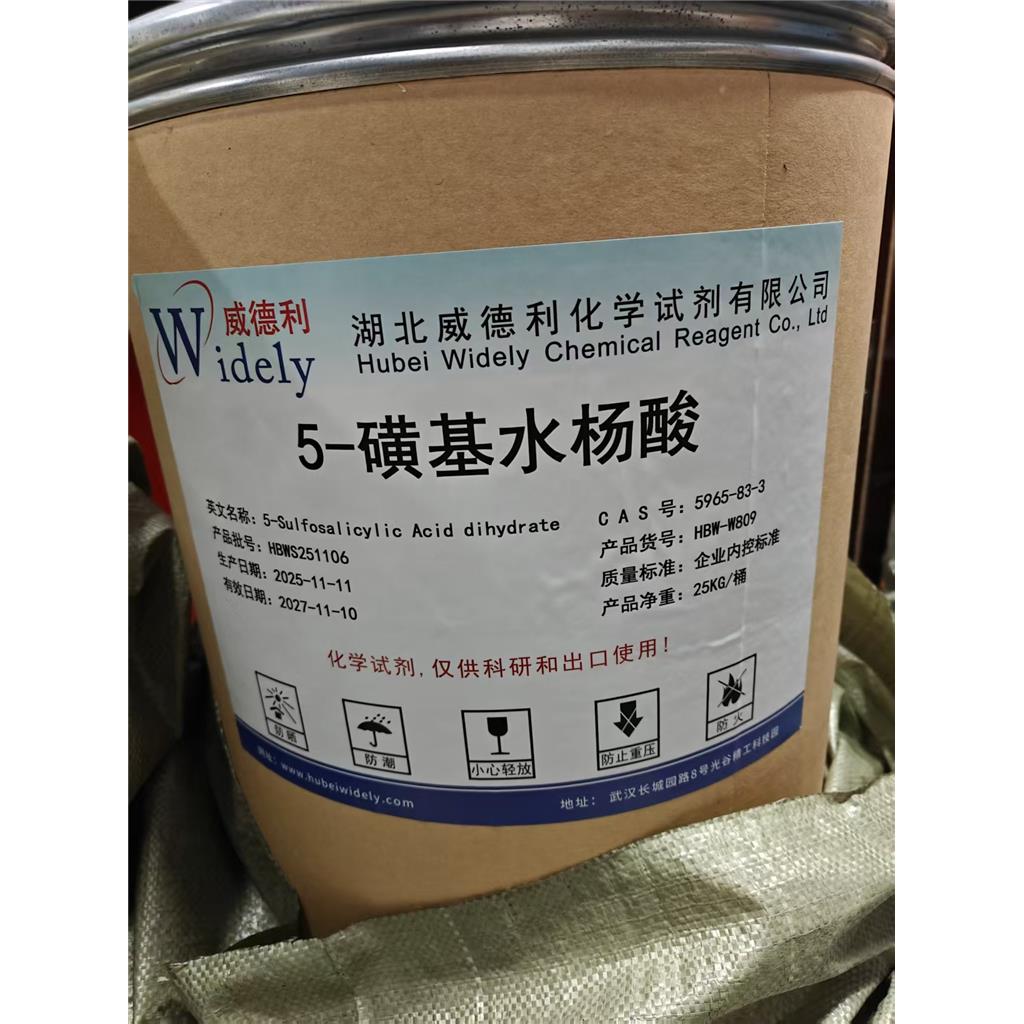 威德利
Widely
湖北威德利化学试剂有限公司
Hubei Widely Chemical Reagent Co., Ltd
5-磺基水杨酸
英文名称: 5-Sulfosalicylic Acid dihydrate
产品批号: HBWS251106
生产日期: 2025-11-11
有效日期: 2027-11-10
CAS号: 5965-83-3
产品货号: HBW-W809
质量标准: 企业内控标准
产品净重: 25KG/桶
化学试剂,仅供科研和出口使用!
防晒
防潮
小心轻放
防止重压
防火
网址: www.hubeiwidely.com
地址: 武汉长城园路8号光谷精工科技园